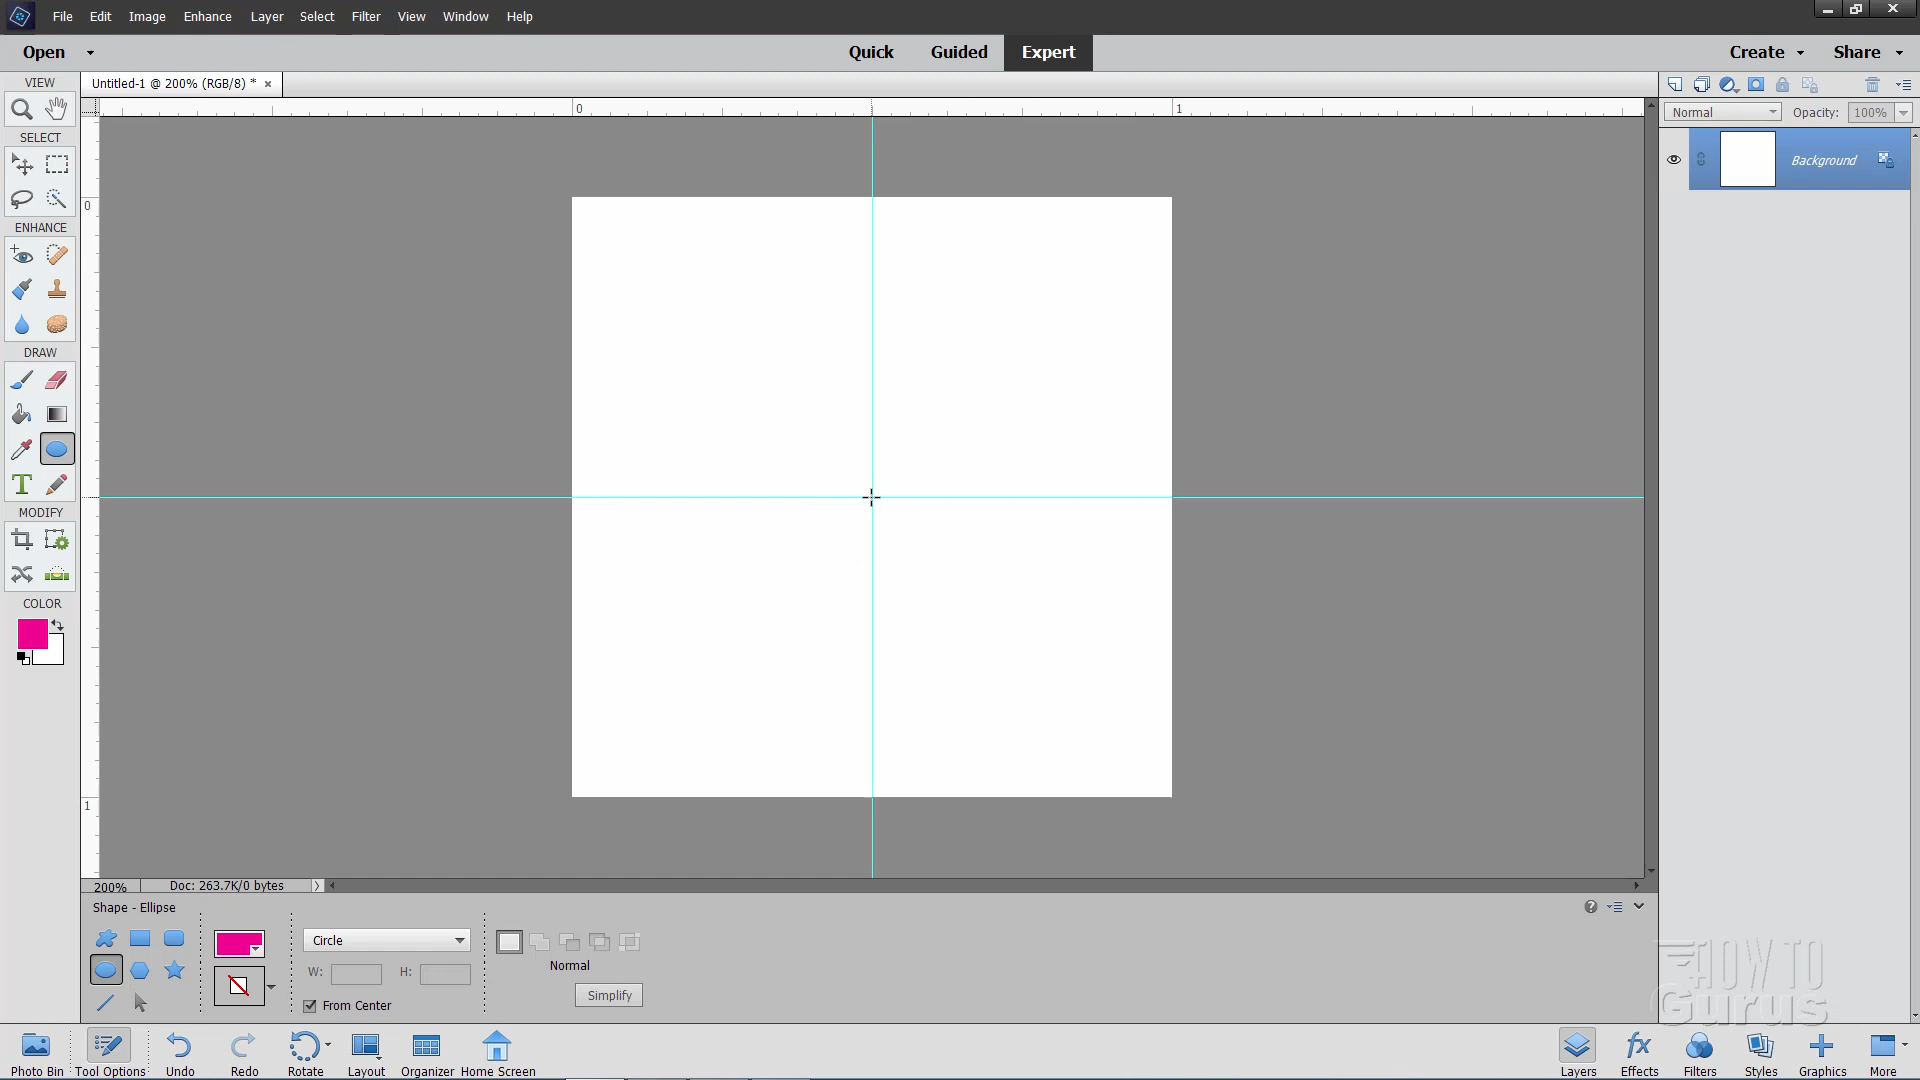 File Edit Image Enhance Layer Select Filter View Window Help
Open Quick Guided Expert Create Share
VIEW
Untitled-1 @ 200% (RGB/8) * ×
0 1
Normal Opacity: 100%
SELECT
Background
0
ENHANCE
DRAW
T
MODIFY
COLOR
1
200% Doc: 263.7K/0 bytes
Shape - Ellipse
Circle
W: H:
Normal
Simplify
From Center
HOW TO
Gurus
fx
Photo Bin Tool Options Undo Redo Rotate Layout Organizer Home Screen Layers Effects Filters Styles Graphics More